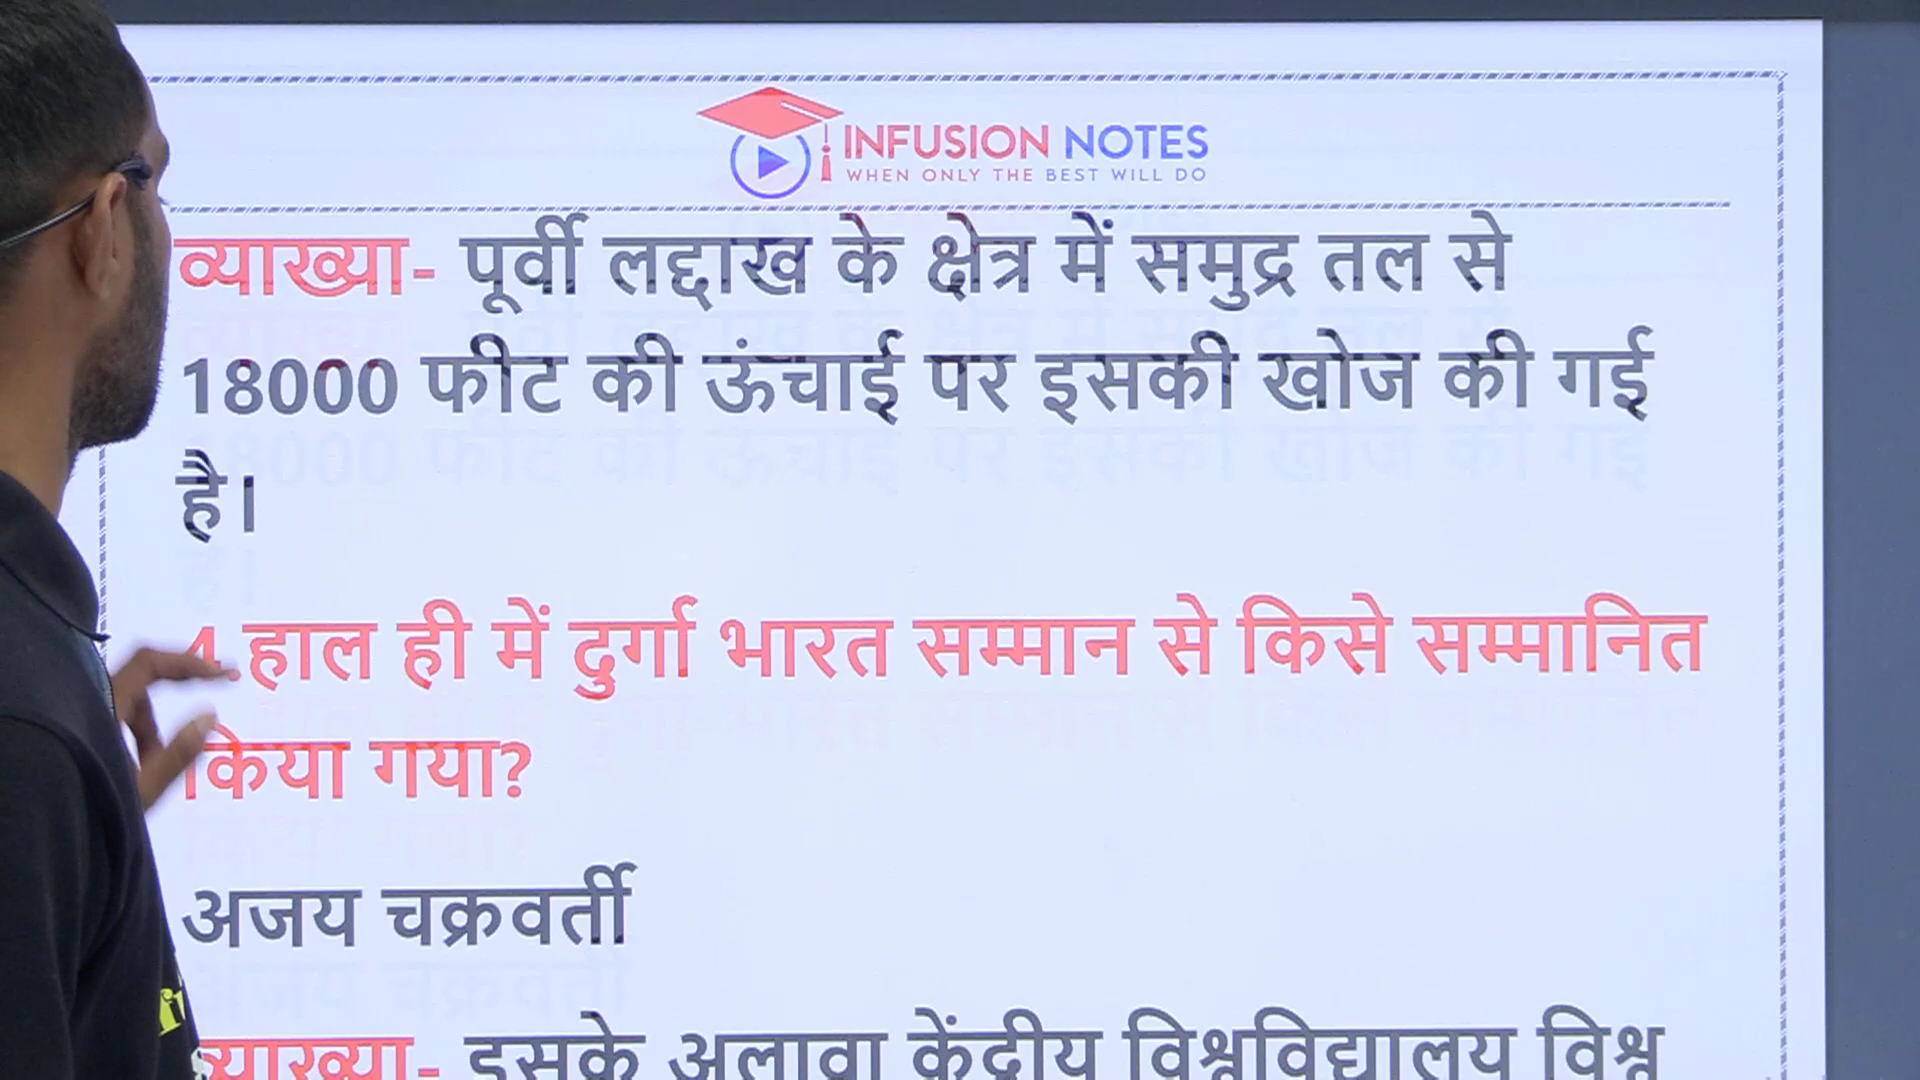 INFUSION NOTES
WHEN ONLY THE BEST WILL DO
व्याख्या- पूर्वी लद्दाख के क्षेत्र में समुद्र तल से
18000 फीट की ऊंचाई पर इसकी खोज की गई
है।
4 हाल ही में दुर्गा भारत सम्मान से किसे सम्मानित
किया गया?
अजय चक्रवर्ती
व्याख्या- इसके अलावा केंद्रीय विश्वविद्यालय विश्व